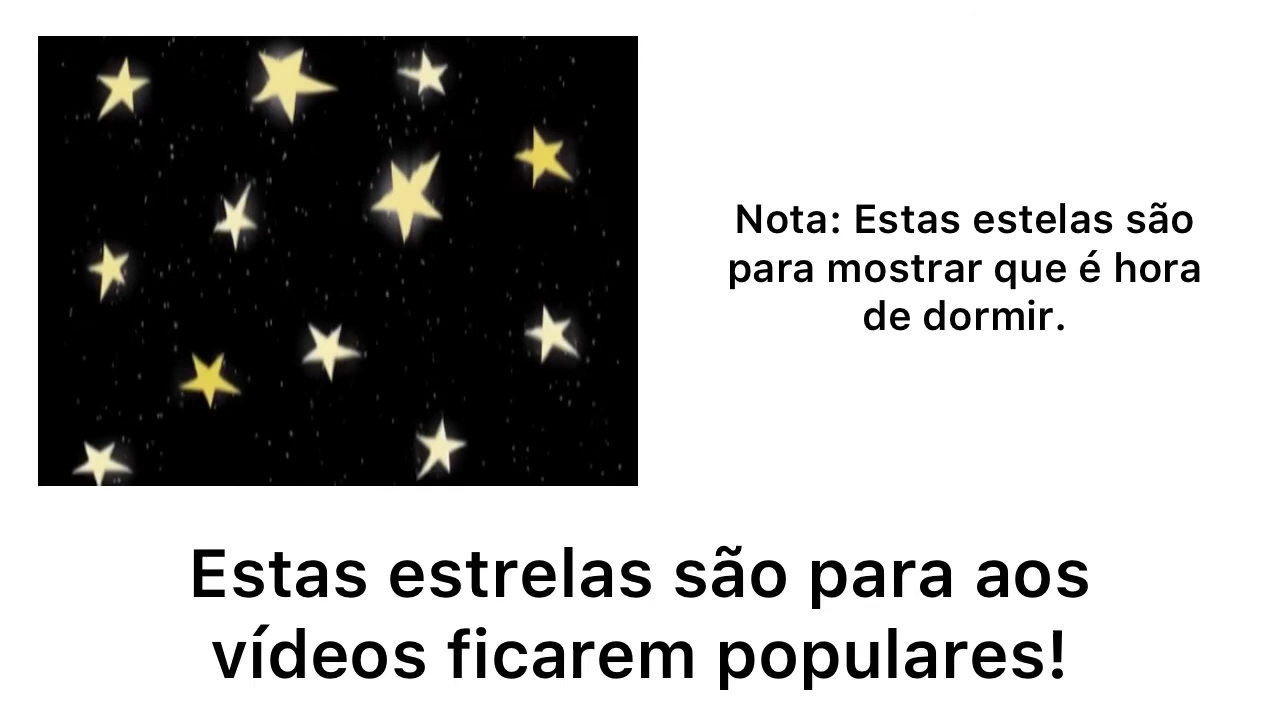 Nota: Estas estelas são
para mostrar que é hora
de dormir.
Estas estrelas são para aos
vídeos ficarem populares!